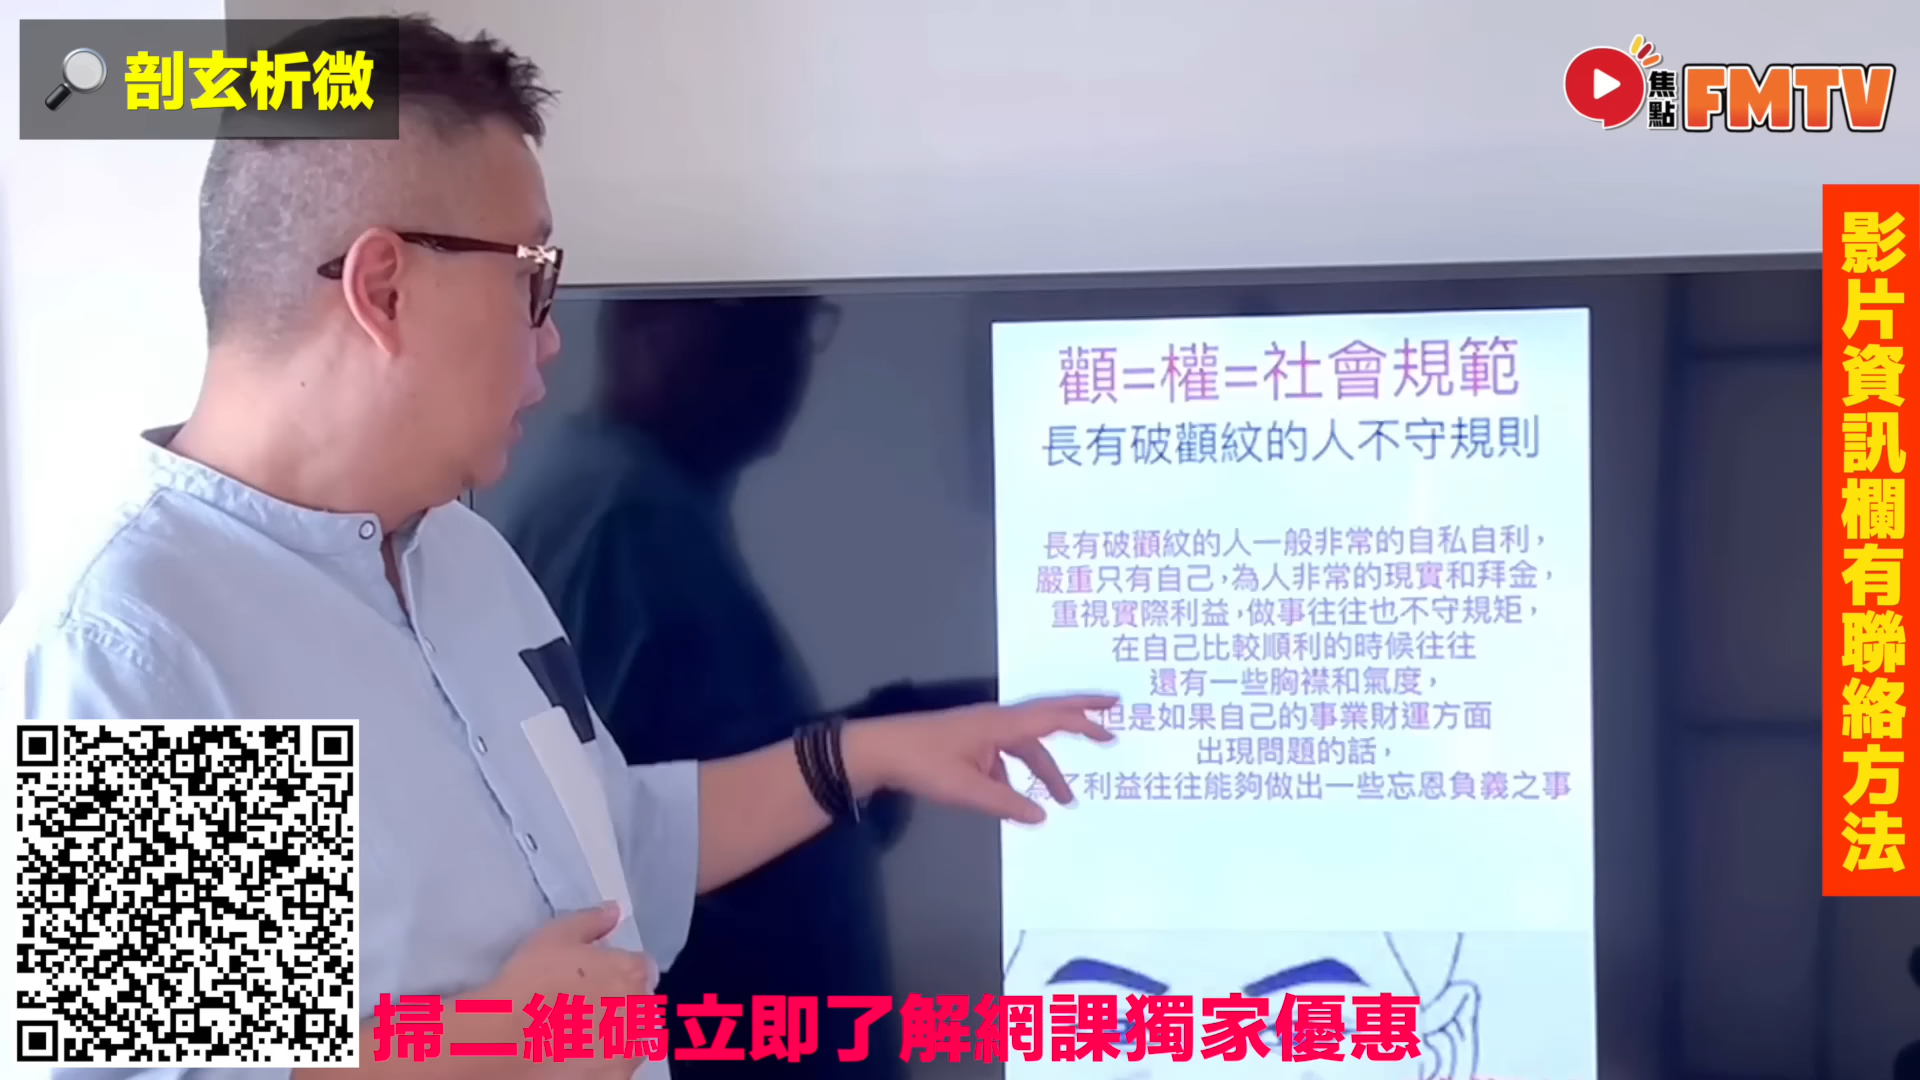 剖玄析微
焦點
FMTV
影片資訊欄有聯絡方法
顴=權=社會規範
長有破顴紋的人不守規則
長有破顴紋的人一般非常的自私自利,
嚴重只有自己,為人非常的現實和拜金,
重視實際利益,做事往往也不守規矩,
在自己比較順利的時候往往
還有一些胸襟和氣度,
但是如果自己的事業財運方面
出現問題的話,
為了利益往往能夠做出一些忘恩負義之事
掃二維碼立即了解網課獨家優惠